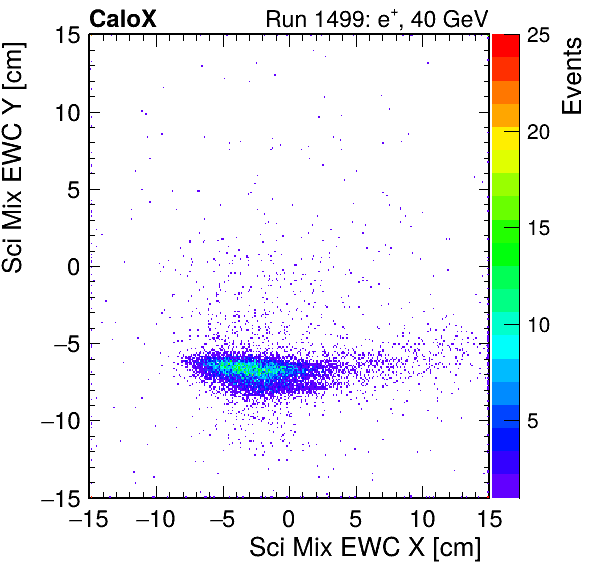 CaloX Run 1499: e⁺, 40 GeV
Sci Mix EWC Y [cm]
15
10
5
0
−5
−10
−15
−15 −10 −5 0 5 10 15
Sci Mix EWC X [cm]
25
20
15
10
5
Events